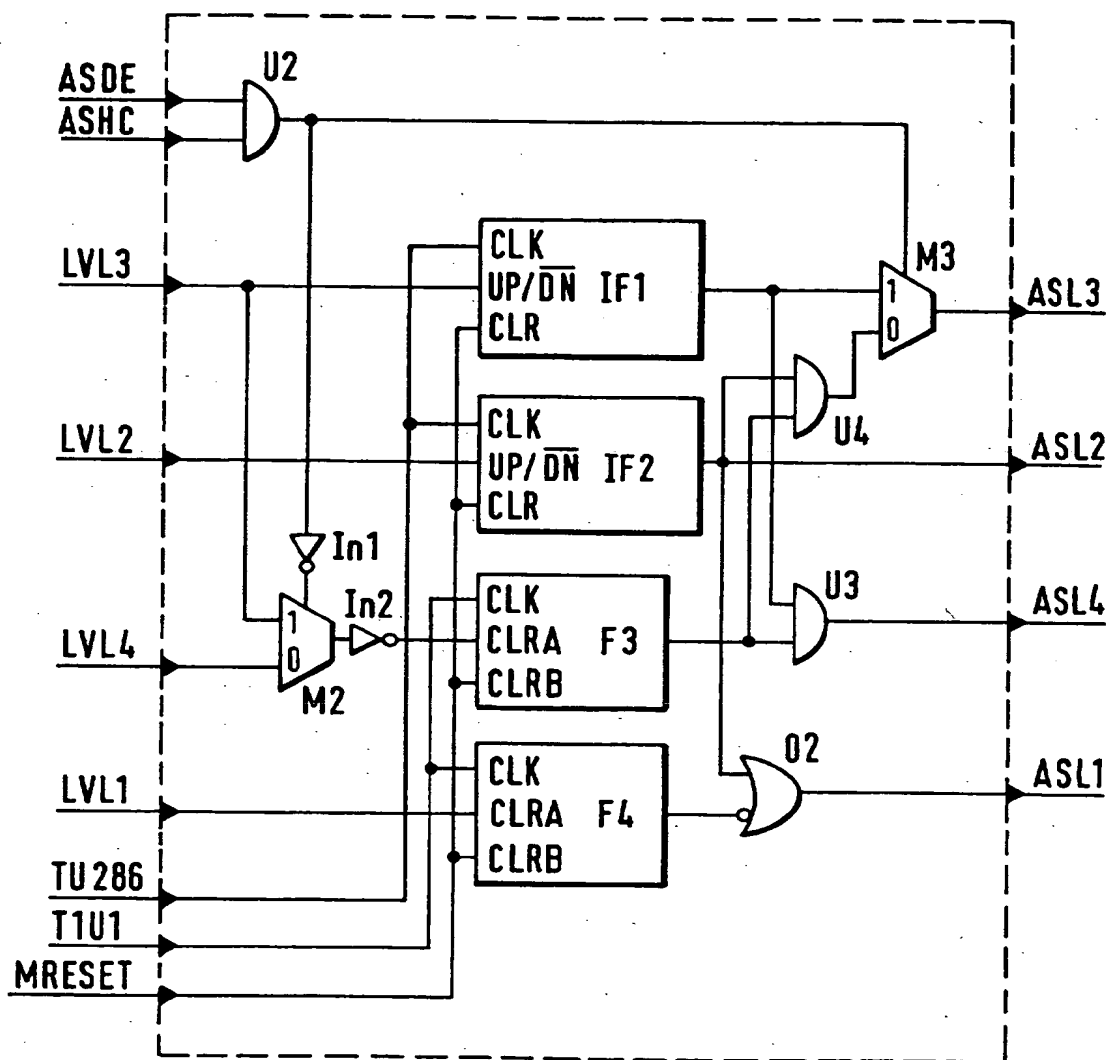 ASDE
ASHC
U2
LVL3
CLK
UP/D̅N̅ IF1
CLR
M3
1
0
ASL3
U4
LVL2
CLK
UP/D̅N̅ IF2
CLR
ASL2
In1
In2
1
0
M2
LVL4
CLK
CLRA F3
CLRB
U3
ASL4
LVL1
CLK
CLRA F4
CLRB
O2
ASL1
TU286
T1U1
MRESET